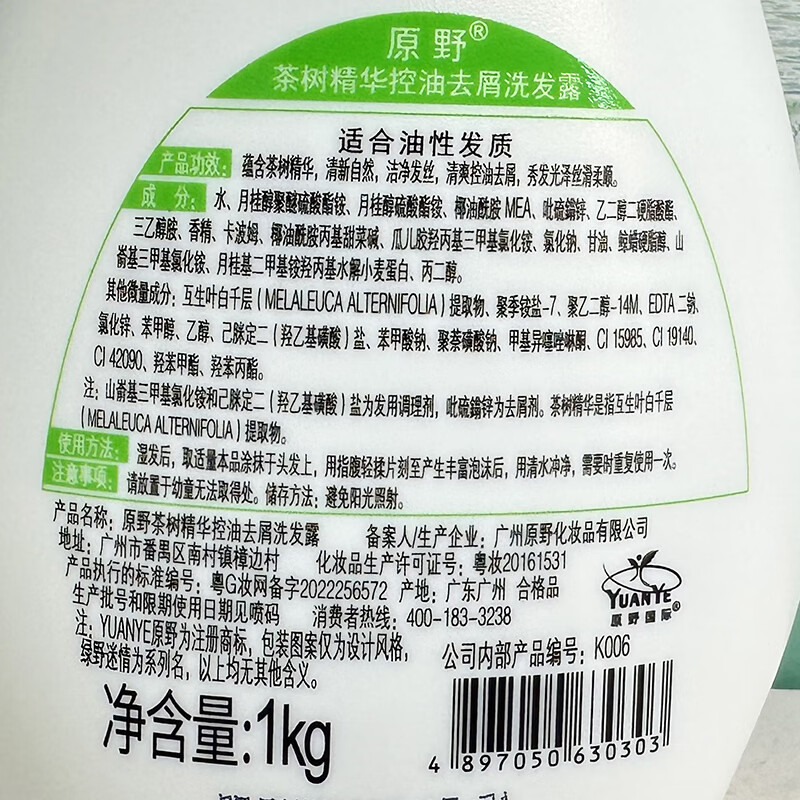 原野®
茶树精华控油去屑洗发露
适合油性发质
产品功效： 蕴含茶树精华，清新自然，洁净发丝，清爽控油去屑，秀发光泽丝滑柔顺。
成 分： 水、月桂醇聚醚硫酸酯铵、月桂醇硫酸酯铵、椰油酰胺 MEA、吡硫鎓锌、乙二醇二硬脂酸酯、
三乙醇胺、香精、卡波姆、椰油酰胺丙基甜菜碱、瓜儿胶羟丙基三甲基氯化铵、氯化钠、甘油、鲸蜡硬脂醇、山
嵛基三甲基氯化铵、月桂基二甲基铵羟丙基水解小麦蛋白、丙二醇。
其他微量成分：互生叶白千层（MELALEUCA ALTERNIFOLIA）提取物、聚季铵盐-7、聚乙二醇-14M、EDTA 二钠、
氯化锌、苯甲醇、乙醇、己脒定二（羟乙基磺酸）盐、苯甲酸钠、聚萘磺酸钠、甲基异噻唑啉酮、CI 15985、CI 19140、
CI 42090、羟苯甲酯、羟苯丙酯。
注：山嵛基三甲基氯化铵和己脒定二（羟乙基磺酸）盐为发用调理剂，吡硫鎓锌为去屑剂。茶树精华是指互生叶白千层
（MELALEUCA ALTERNIFOLIA）提取物。
使用方法： 湿发后，取适量本品涂抹于头发上，用指腹轻揉片刻至产生丰富泡沫后，用清水冲净，需要时重复使用一次。
注意事项： 请放置于幼童无法取得处。储存方法：避免阳光照射。
产品名称：原野茶树精华控油去屑洗发露 备案人/生产企业：广州原野化妆品有限公司
地址：广州市番禺区南村镇樟边村 化妆品生产许可证号：粤妆20161531
产品执行的标准编号：粤G妆网备字2022256572 产地：广东广州 合格品
生产批号和限期使用日期见喷码 消费者热线：400-183-3238
YUANYE
原野国际®
注：YUANYE原野为注册商标，包装图案仅为设计风格，
绿野迷情为系列名，以上均无其他含义。
公司内部产品编号：K006
净含量:1kg
4 897050 630303